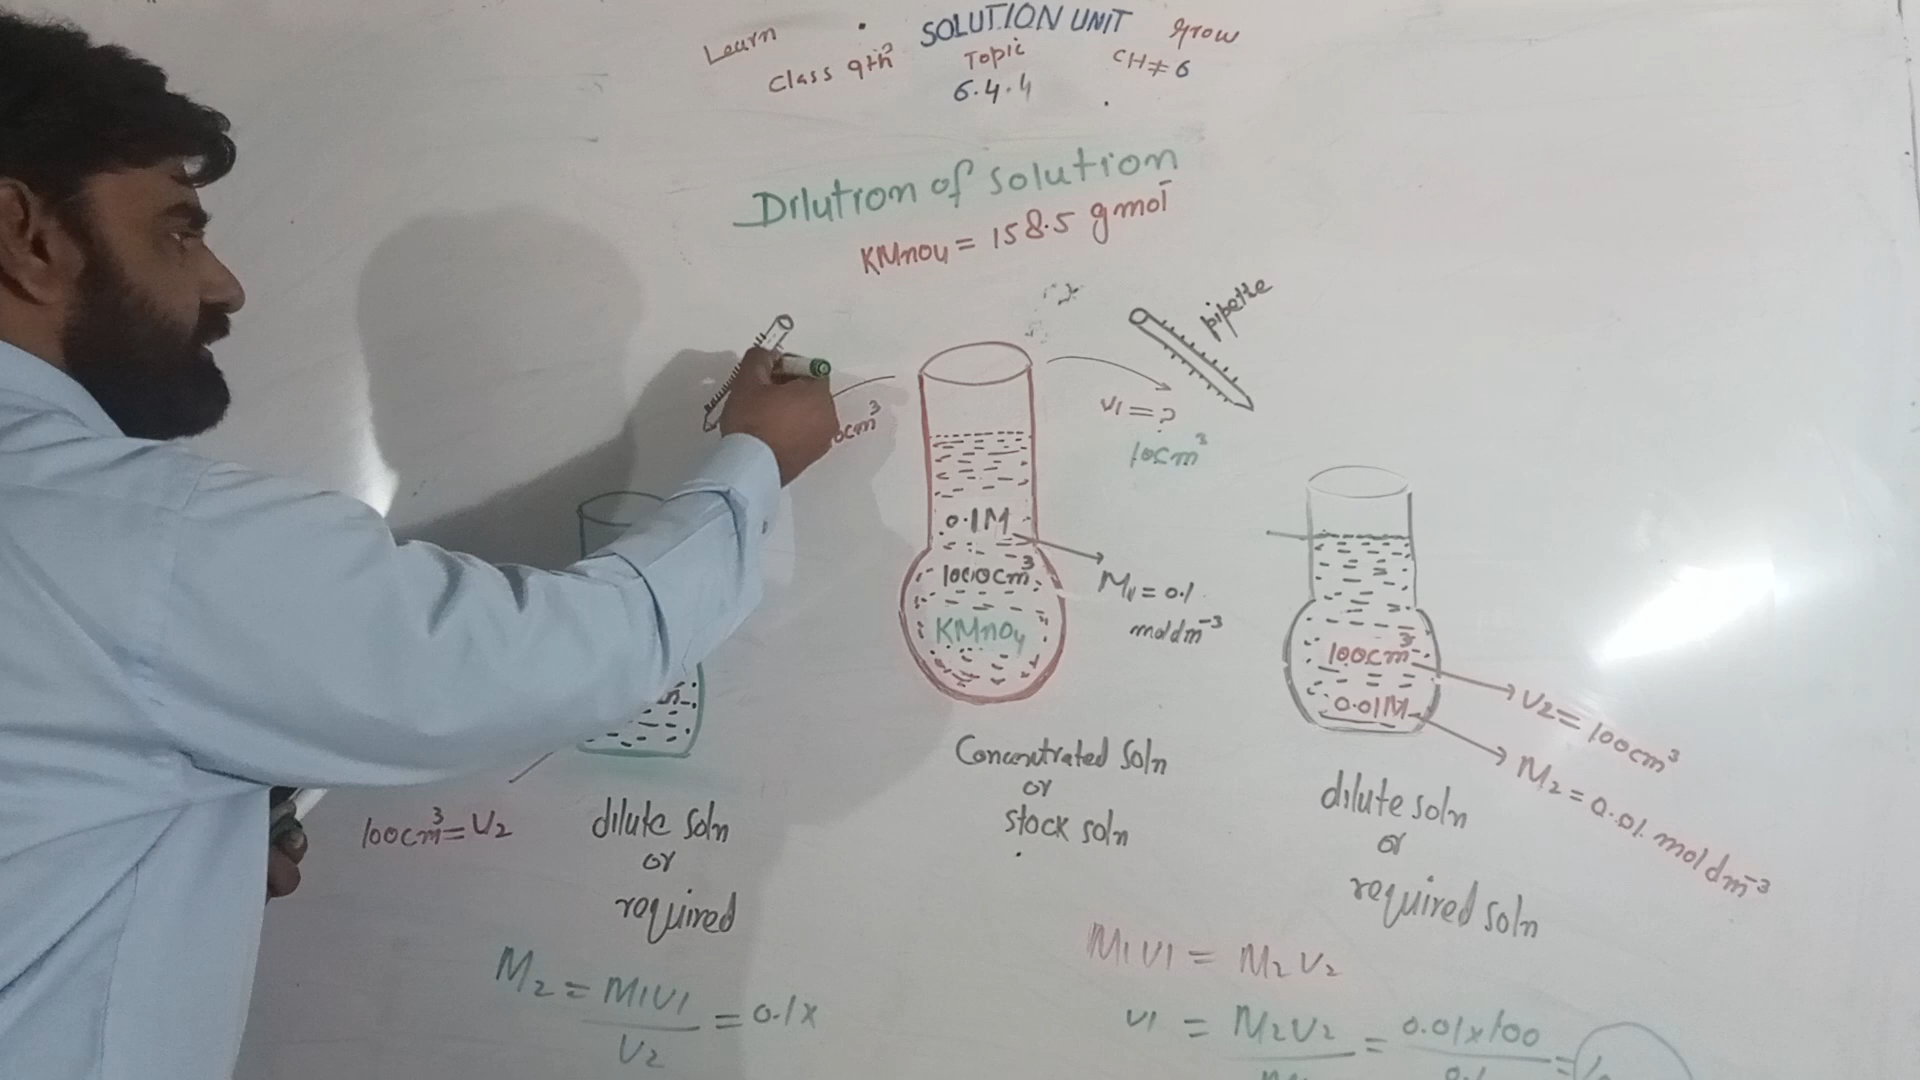 Learn
SOLUTION UNIT
Grow
Class 9th
Topic
CH≠6
6.4.4
Dilution of solution
KMnO4 = 158.5 gmol⁻
pipette
V1 = ?
10cm³
0cm³
0.1M
1000cm³
KMnO4
M1 = 0.1
moldm⁻³
100cm³
0.01M
V2 = 100cm³
M2 = 0.01 moldm⁻³
100cm³ = V2
dilute soln
or
required
Concentrated Soln
or
stock soln
dilute soln
or
required soln
M2 = M1V1 = 0.1x
V2
M1V1 = M2V2
V1 = M2V2 = 0.01x100 =